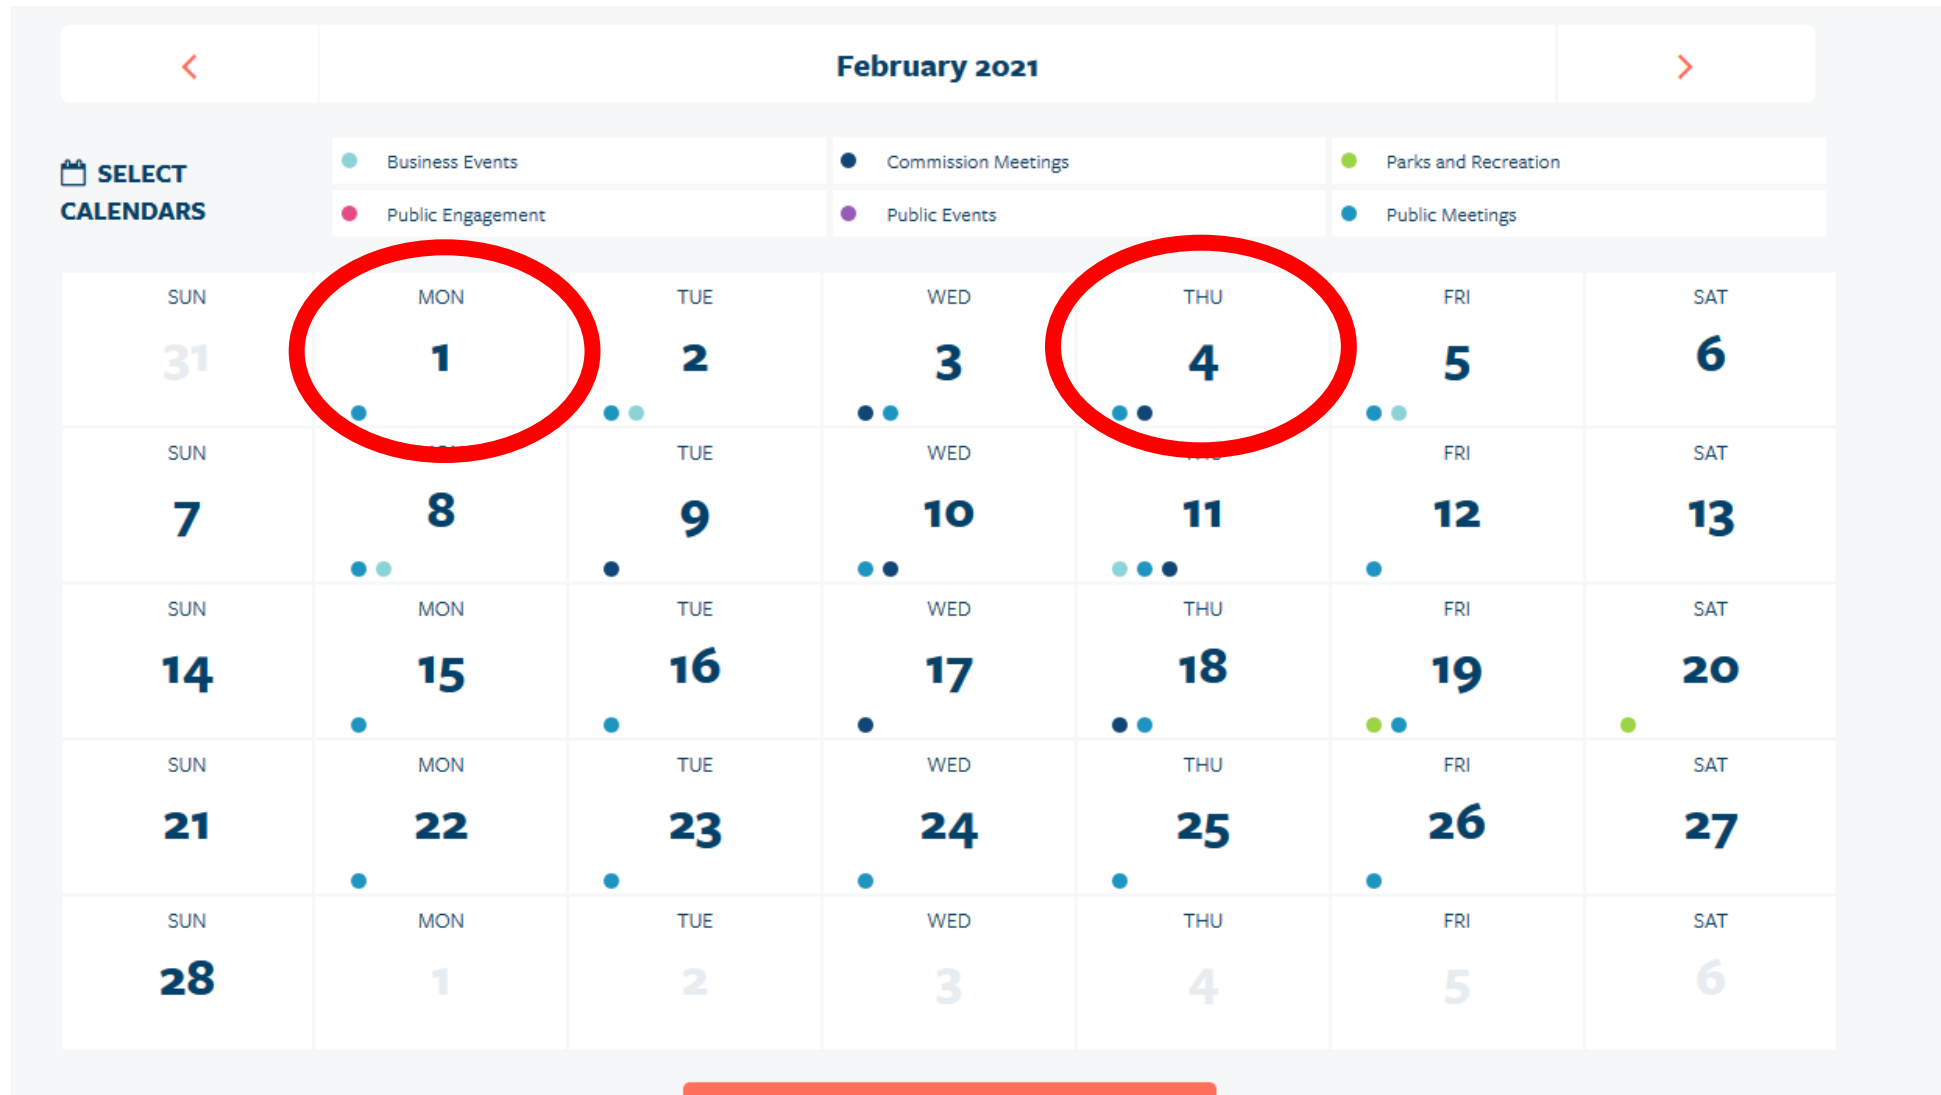 February 2021
SELECT CALENDARS
Business Events
Commission Meetings
Parks and Recreation
Public Engagement
Public Events
Public Meetings
SUN MON TUE WED THU FRI SAT
31 1 2 3 4 5 6
SUN TUE WED FRI SAT
7 8 9 10 11 12 13
SUN MON TUE WED THU FRI SAT
14 15 16 17 18 19 20
SUN MON TUE WED THU FRI SAT
21 22 23 24 25 26 27
SUN MON TUE WED THU FRI SAT
28 1 2 3 4 5 6